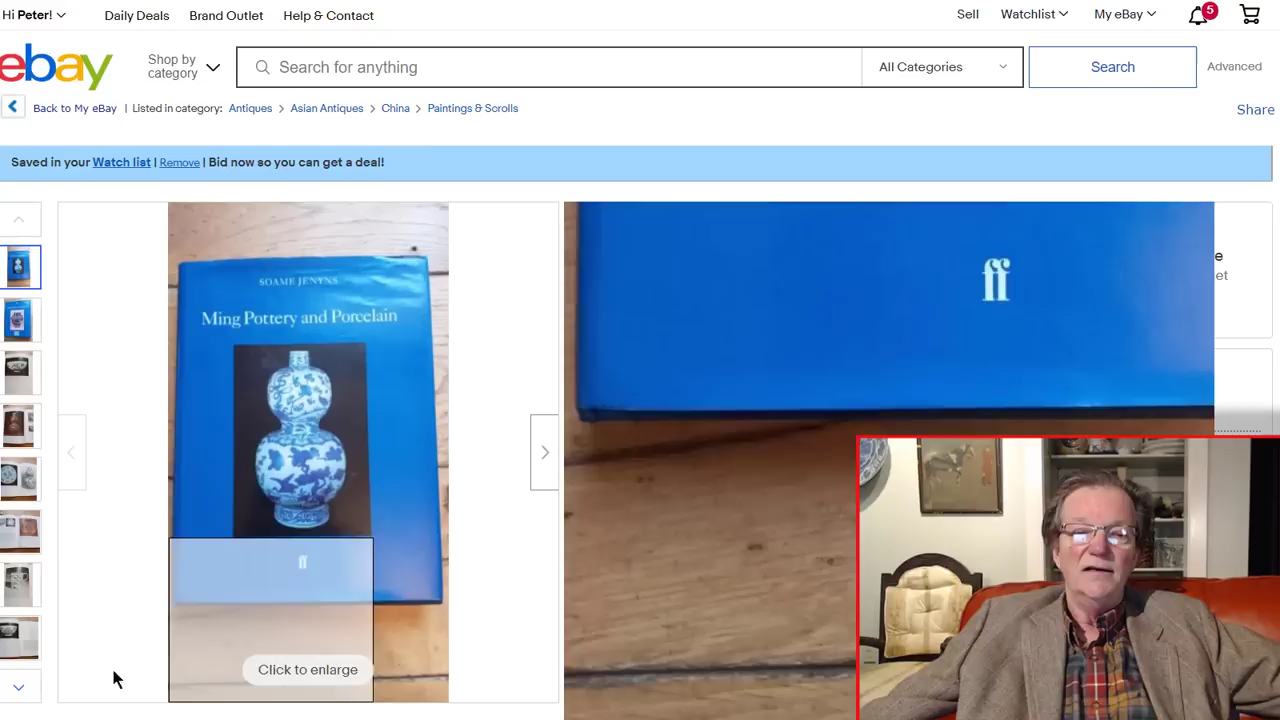 Hi Peter! Daily Deals Brand Outlet Help & Contact Sell Watchlist My eBay 5
ebay Shop by category Search for anything All Categories Search Advanced
Back to My eBay | Listed in category: Antiques > Asian Antiques > China > Paintings & Scrolls Share
Saved in your Watch list | Remove | Bid now so you can get a deal!
SOAME JENYNS
Ming Pottery and Porcelain
ff
Click to enlarge
ff
e
et